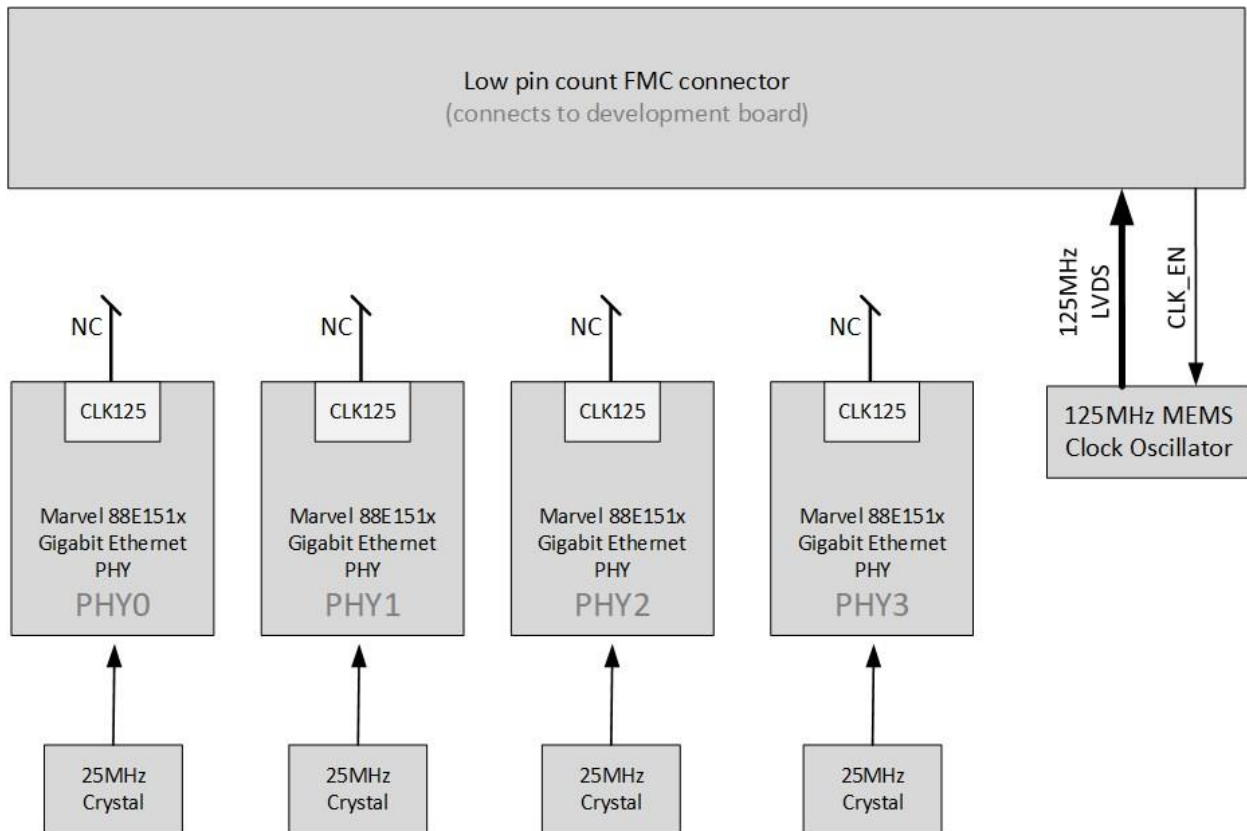 Low pin count FMC connector
(connects to development board)
125MHz
LVDS
CLK_EN
NC
NC
NC
NC
CLK125
CLK125
CLK125
CLK125
125MHz MEMS
Clock Oscillator
Marvel 88E151x
Gigabit Ethernet
PHY
PHY0
Marvel 88E151x
Gigabit Ethernet
PHY
PHY1
Marvel 88E151x
Gigabit Ethernet
PHY
PHY2
Marvel 88E151x
Gigabit Ethernet
PHY
PHY3
25MHz
Crystal
25MHz
Crystal
25MHz
Crystal
25MHz
Crystal